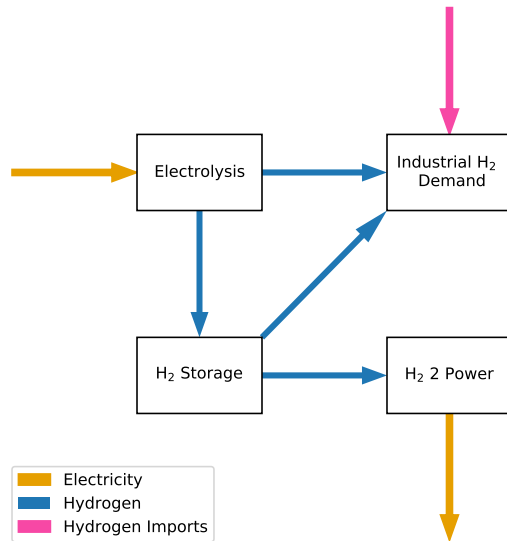 Electrolysis
Industrial H₂
Demand
H₂ Storage
H₂ 2 Power
Electricity
Hydrogen
Hydrogen Imports